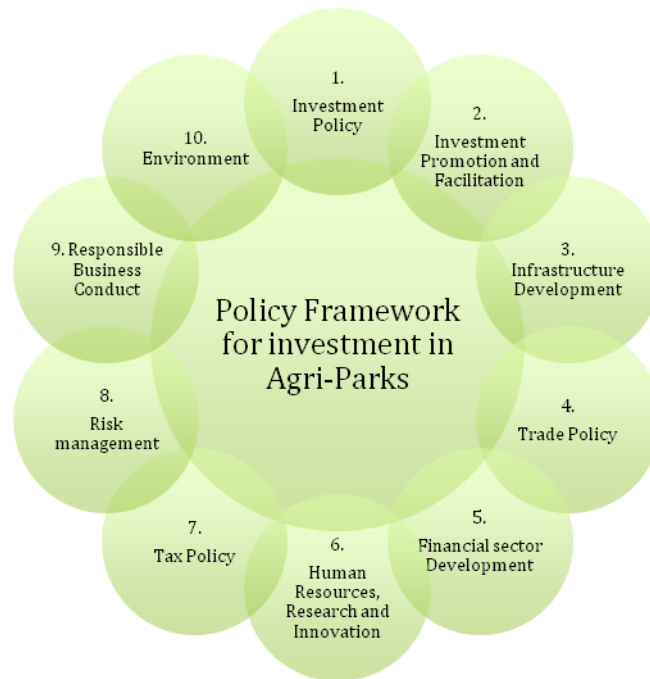 1.
Investment
Policy
2.
Investment
Promotion and
Facilitation
3.
Infrastructure
Development
4.
Trade Policy
5.
Financial sector
Development
6.
Human
Resources,
Research and
Innovation
7.
Tax Policy
8.
Risk
management
9. Responsible
Business
Conduct
10.
Environment
Policy Framework
for investment in
Agri-Parks